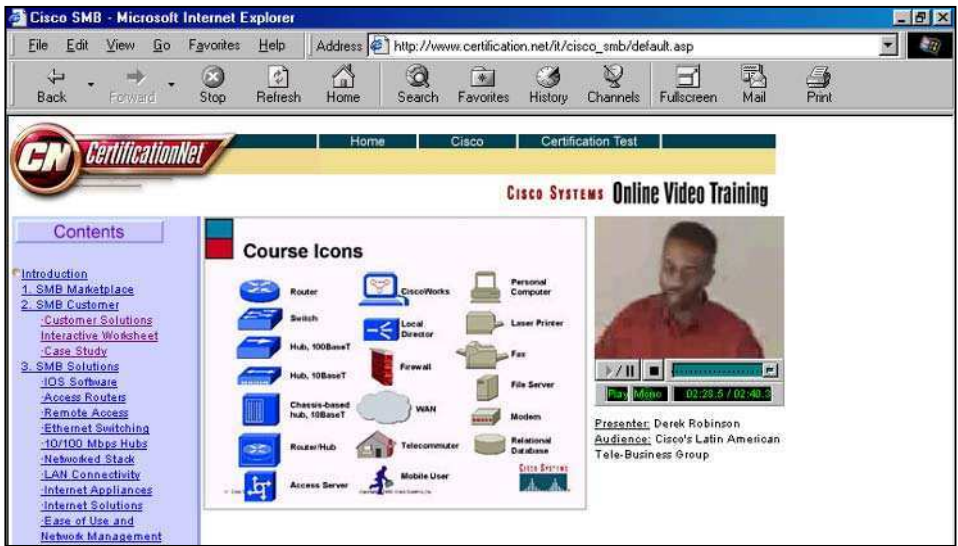 Cisco SMB - Microsoft Internet Explorer
File Edit View Go Favorites Help Address http://www.certification.net/it/cisco_smb/default.asp
Back Forward Stop Refresh Home Search Favorites History Channels Fullscreen Mail Print
CN CertificationNet
Home Cisco Certification Test
CISCO SYSTEMS Online Video Training
Contents
Introduction
1. SMB Marketplace
2. SMB Customer
·Customer Solutions
Interactive Worksheet
·Case Study
3. SMB Solutions
·IOS Software
·Access Routers
·Remote Access
·Ethernet Switching
·10/100 Mbps Hubs
·Networked Stack
·LAN Connectivity
·Internet Appliances
·Internet Solutions
·Ease of Use and
Network Management
Course Icons
Router
Switch
Hub, 100BaseT
Hub, 10BaseT
Chassis-based
hub, 10BaseT
Router/Hub
Access Server
CiscoWorks
Local
Director
Firewall
WAN
Telecommuter
Mobile User
Personal
Computer
Laser Printer
Fax
File Server
Modem
Relational
Database
CISCO SYSTEMS
Play Mono 02:28.5 / 02:48.3
Presenter: Derek Robinson
Audience: Cisco's Latin American
Tele-Business Group